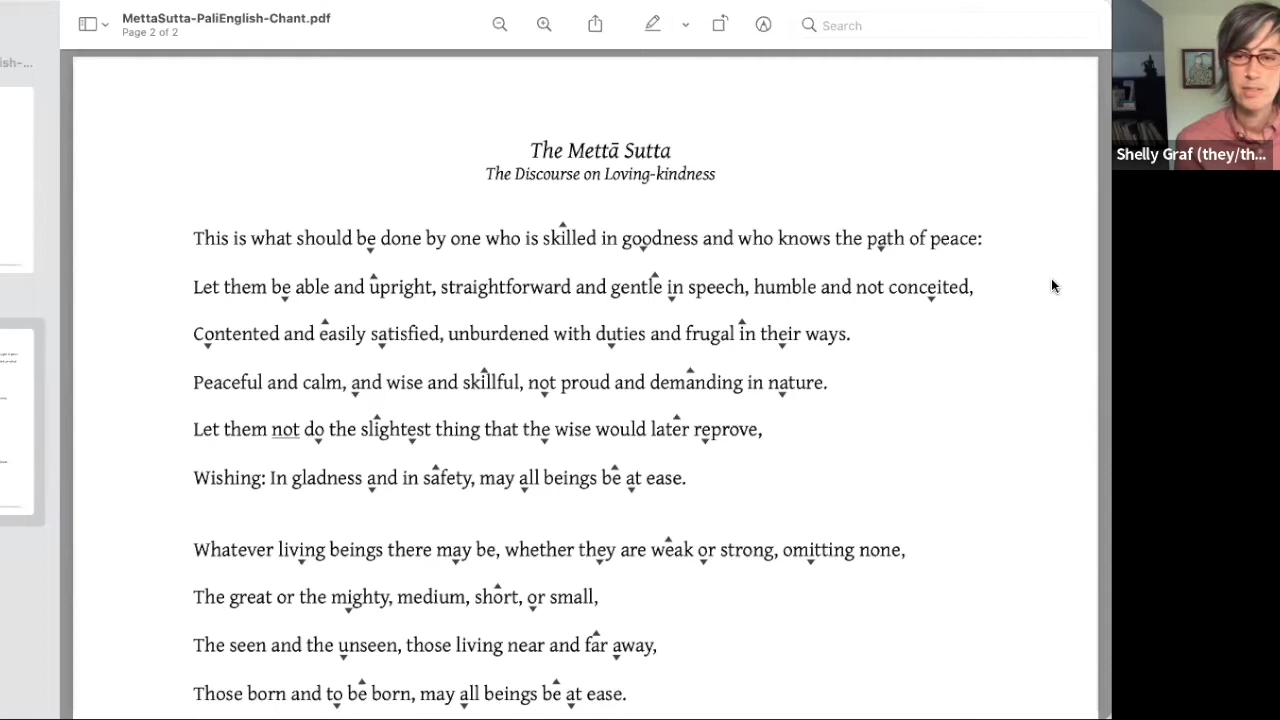 MettaSutta-PaliEnglish-Chant.pdf
Page 2 of 2
Search
ish-...
Shelly Graf (they/th...
The Mettā Sutta
The Discourse on Loving-kindness
This is what should be done by one who is skilled in goodness and who knows the path of peace:
Let them be able and upright, straightforward and gentle in speech, humble and not conceited,
Contented and easily satisfied, unburdened with duties and frugal in their ways.
Peaceful and calm, and wise and skillful, not proud and demanding in nature.
Let them not do the slightest thing that the wise would later reprove,
Wishing: In gladness and in safety, may all beings be at ease.
Whatever living beings there may be, whether they are weak or strong, omitting none,
The great or the mighty, medium, short, or small,
The seen and the unseen, those living near and far away,
Those born and to be born, may all beings be at ease.